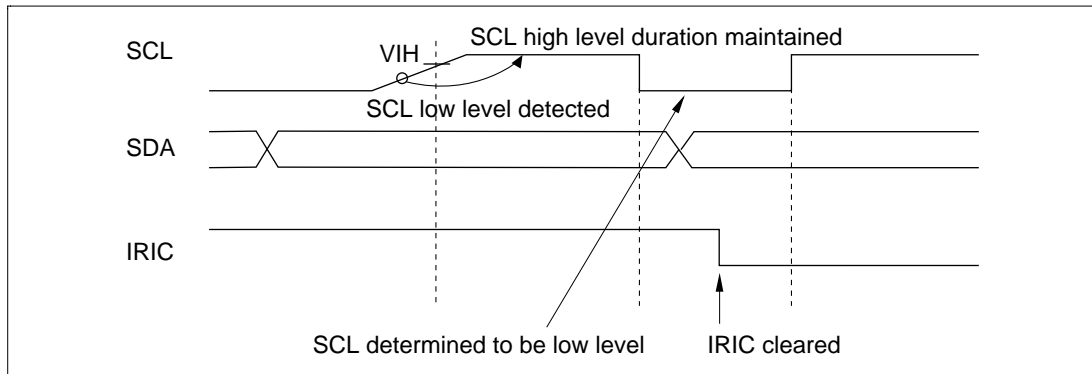 SCL
VIH
SCL high level duration maintained
SCL low level detected
SDA
IRIC
SCL determined to be low level
IRIC cleared